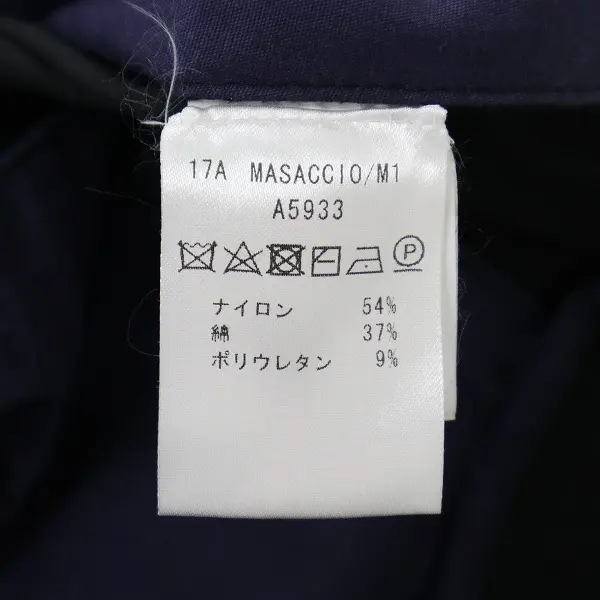 17A MASACCIO/M1
A5933
P
ナイロン 54%
綿 37%
ポリウレタン 9%